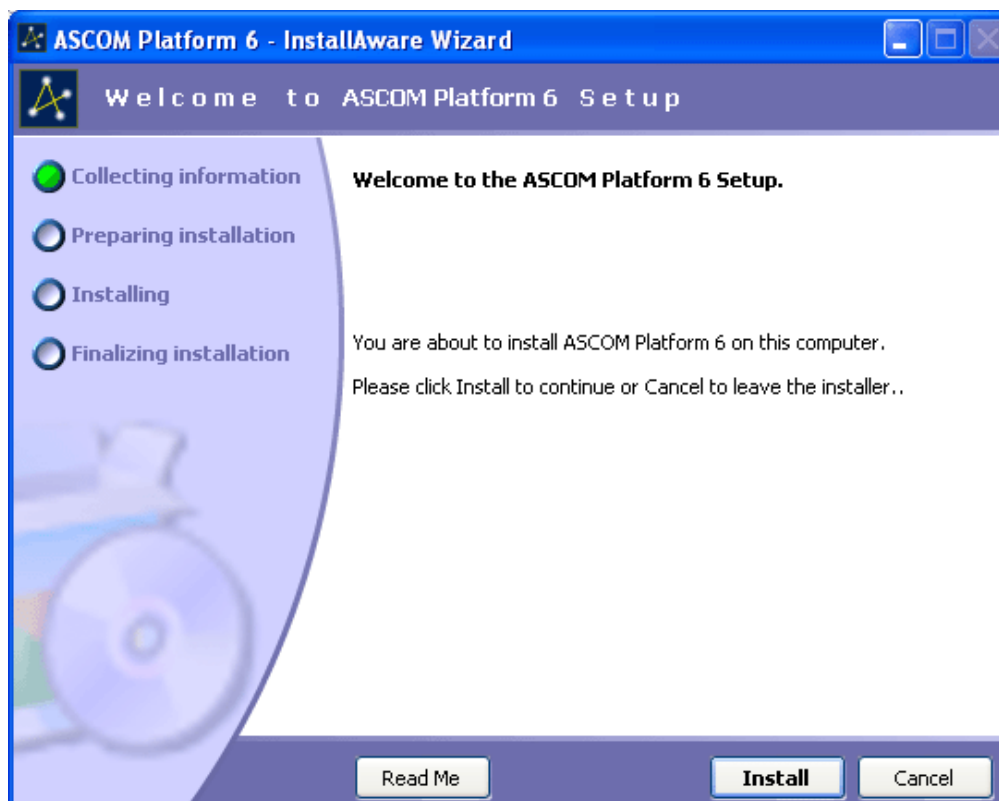 ASCOM Platform 6 - InstallAware Wizard
Welcome to ASCOM Platform 6 Setup
Collecting information
Preparing installation
Installing
Finalizing installation
Welcome to the ASCOM Platform 6 Setup.
You are about to install ASCOM Platform 6 on this computer.
Please click Install to continue or Cancel to leave the installer..
Read Me
Install
Cancel